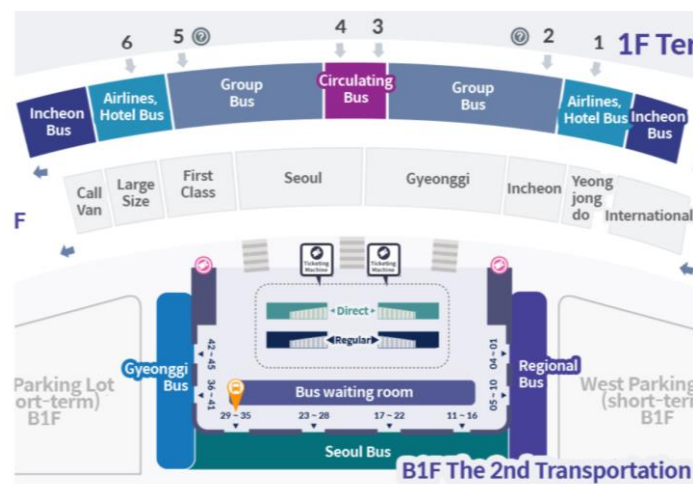 6
5
?
4
3
?
2
1
1F Ter
Incheon
Bus
Airlines,
Hotel Bus
Group
Bus
Circulating
Bus
Group
Bus
Airlines,
Hotel Bus
Incheon
Bus
F
Call
Van
Large
Size
First
Class
Seoul
Gyeonggi
Incheon
Yeong
jong
do
International
Ticketing
Machine
Ticketing
Machine
Direct
Regular
Parking Lot
ort-term)
B1F
Gyeonggi
Bus
42~45
36~41
04~01
05~10
Regional
Bus
West Parking
(short-term
B1F
Bus waiting room
29~35
23~28
17~22
11~16
Seoul Bus
B1F The 2nd Transportation